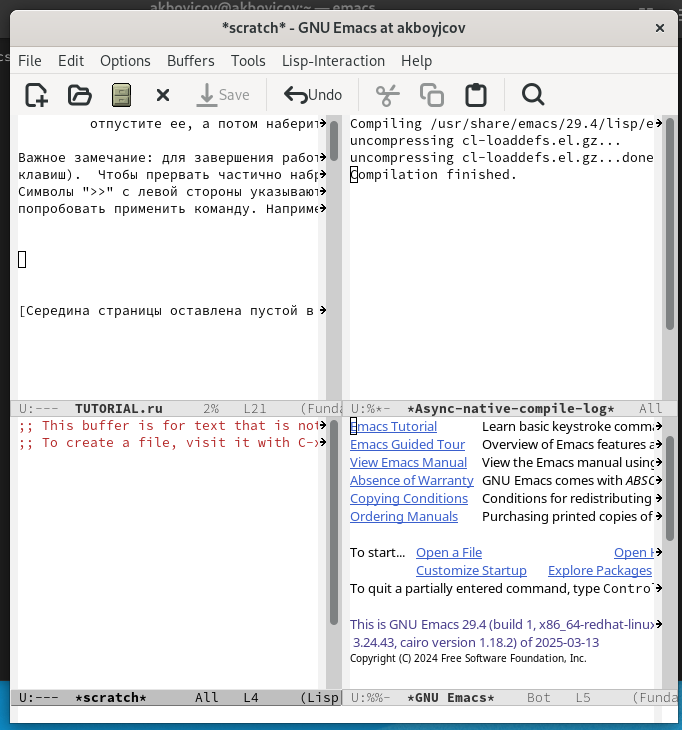 akboyjcov@akboyjcov:~ — emacs
*scratch* - GNU Emacs at akboyjcov
File Edit Options Buffers Tools Lisp-Interaction Help
Save Undo
отпустите ее, а потом наберит
Важное замечание: для завершения работ
клавиш). Чтобы прервать частично набр
Символы ">>" с левой стороны указывают
попробовать применить команду. Наприме
[Середина страницы оставлена пустой в
U:--- TUTORIAL.ru 2% L21 (Funda
Compiling /usr/share/emacs/29.4/lisp/e
uncompressing cl-loaddefs.el.gz...
uncompressing cl-loaddefs.el.gz...done
Compilation finished.
U:%*- *Async-native-compile-log* All
;; This buffer is for text that is not
;; To create a file, visit it with C-x
U:--- *scratch* All L4 (Lisp
Emacs Tutorial Learn basic keystroke comm
Emacs Guided Tour Overview of Emacs features a
View Emacs Manual View the Emacs manual using
Absence of Warranty GNU Emacs comes with ABSO
Copying Conditions Conditions for redistributing
Ordering Manuals Purchasing printed copies of
To start... Open a File Open H
Customize Startup Explore Packages
To quit a partially entered command, type Contro
This is GNU Emacs 29.4 (build 1, x86_64-redhat-linux
3.24.43, cairo version 1.18.2) of 2025-03-13
Copyright (C) 2024 Free Software Foundation, Inc.
U:%%- *GNU Emacs* Bot L5 (Funda